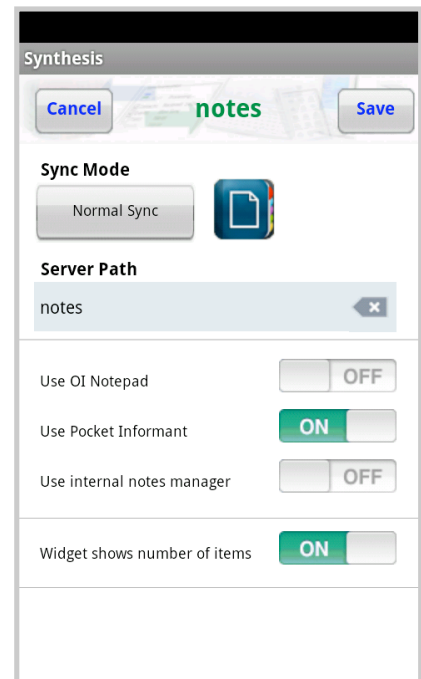 Synthesis
Cancel notes Save
Sync Mode
Normal Sync
Server Path
notes
Use OI Notepad OFF
Use Pocket Informant ON
Use internal notes manager OFF
Widget shows number of items ON